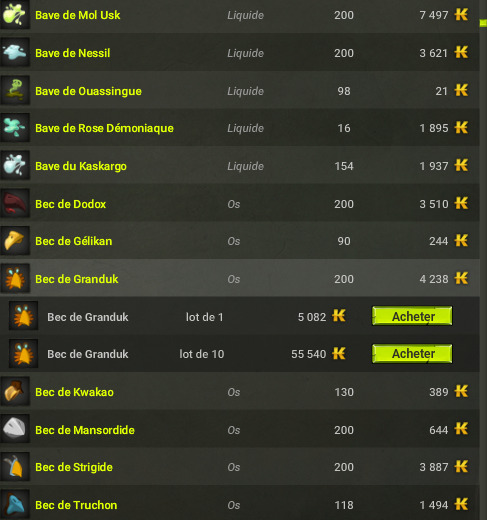 Bave de Mol Usk Liquide 200 7 497
Bave de Nessil Liquide 200 3 621
Bave de Ouassingue Liquide 98 21
Bave de Rose Démoniaque Liquide 16 1 895
Bave du Kaskargo Liquide 154 1 937
Bec de Dodox Os 200 3 510
Bec de Gélikan Os 90 244
Bec de Granduk Os 200 4 238
Bec de Granduk lot de 1 5 082 Acheter
Bec de Granduk lot de 10 55 540 Acheter
Bec de Kwakao Os 130 389
Bec de Mansordide Os 200 644
Bec de Strigide Os 200 3 887
Bec de Truchon Os 118 1 494